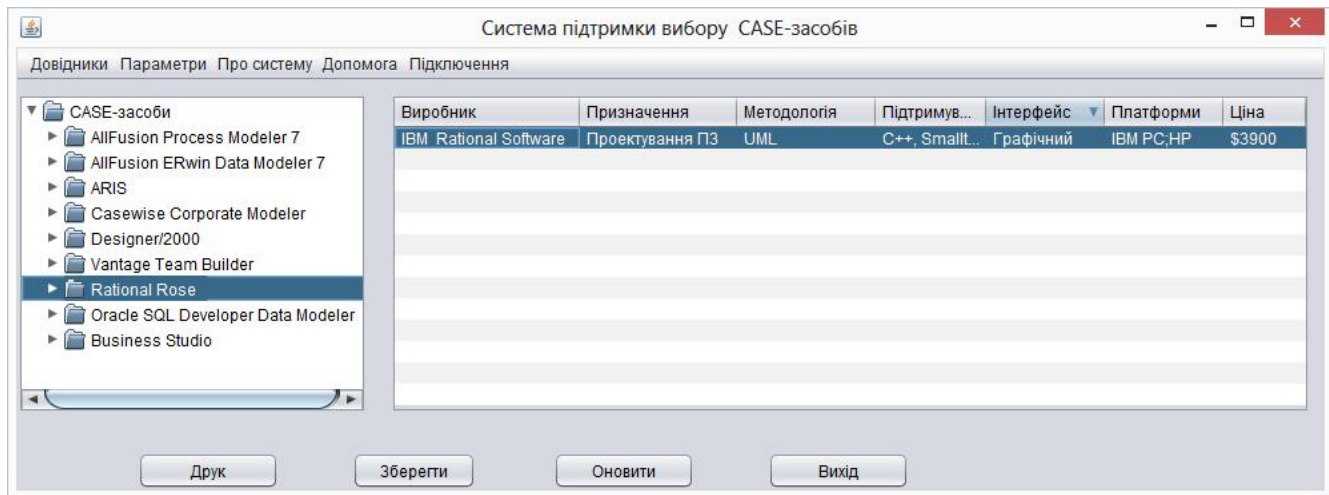 Система підтримки вибору CASE-засобів
Довідники Параметри Про систему Допомога Підключення
CASE-засоби
AllFusion Process Modeler 7
AllFusion ERwin Data Modeler 7
ARIS
Casewise Corporate Modeler
Designer/2000
Vantage Team Builder
Rational Rose
Oracle SQL Developer Data Modeler
Business Studio
Виробник Призначення Методологія Підтримув... Інтерфейс Платформи Ціна
IBM Rational Software Проектування ПЗ UML C++, Smallt... Графічний IBM PC;HP $3900
Друк Зберегти Оновити Вихід